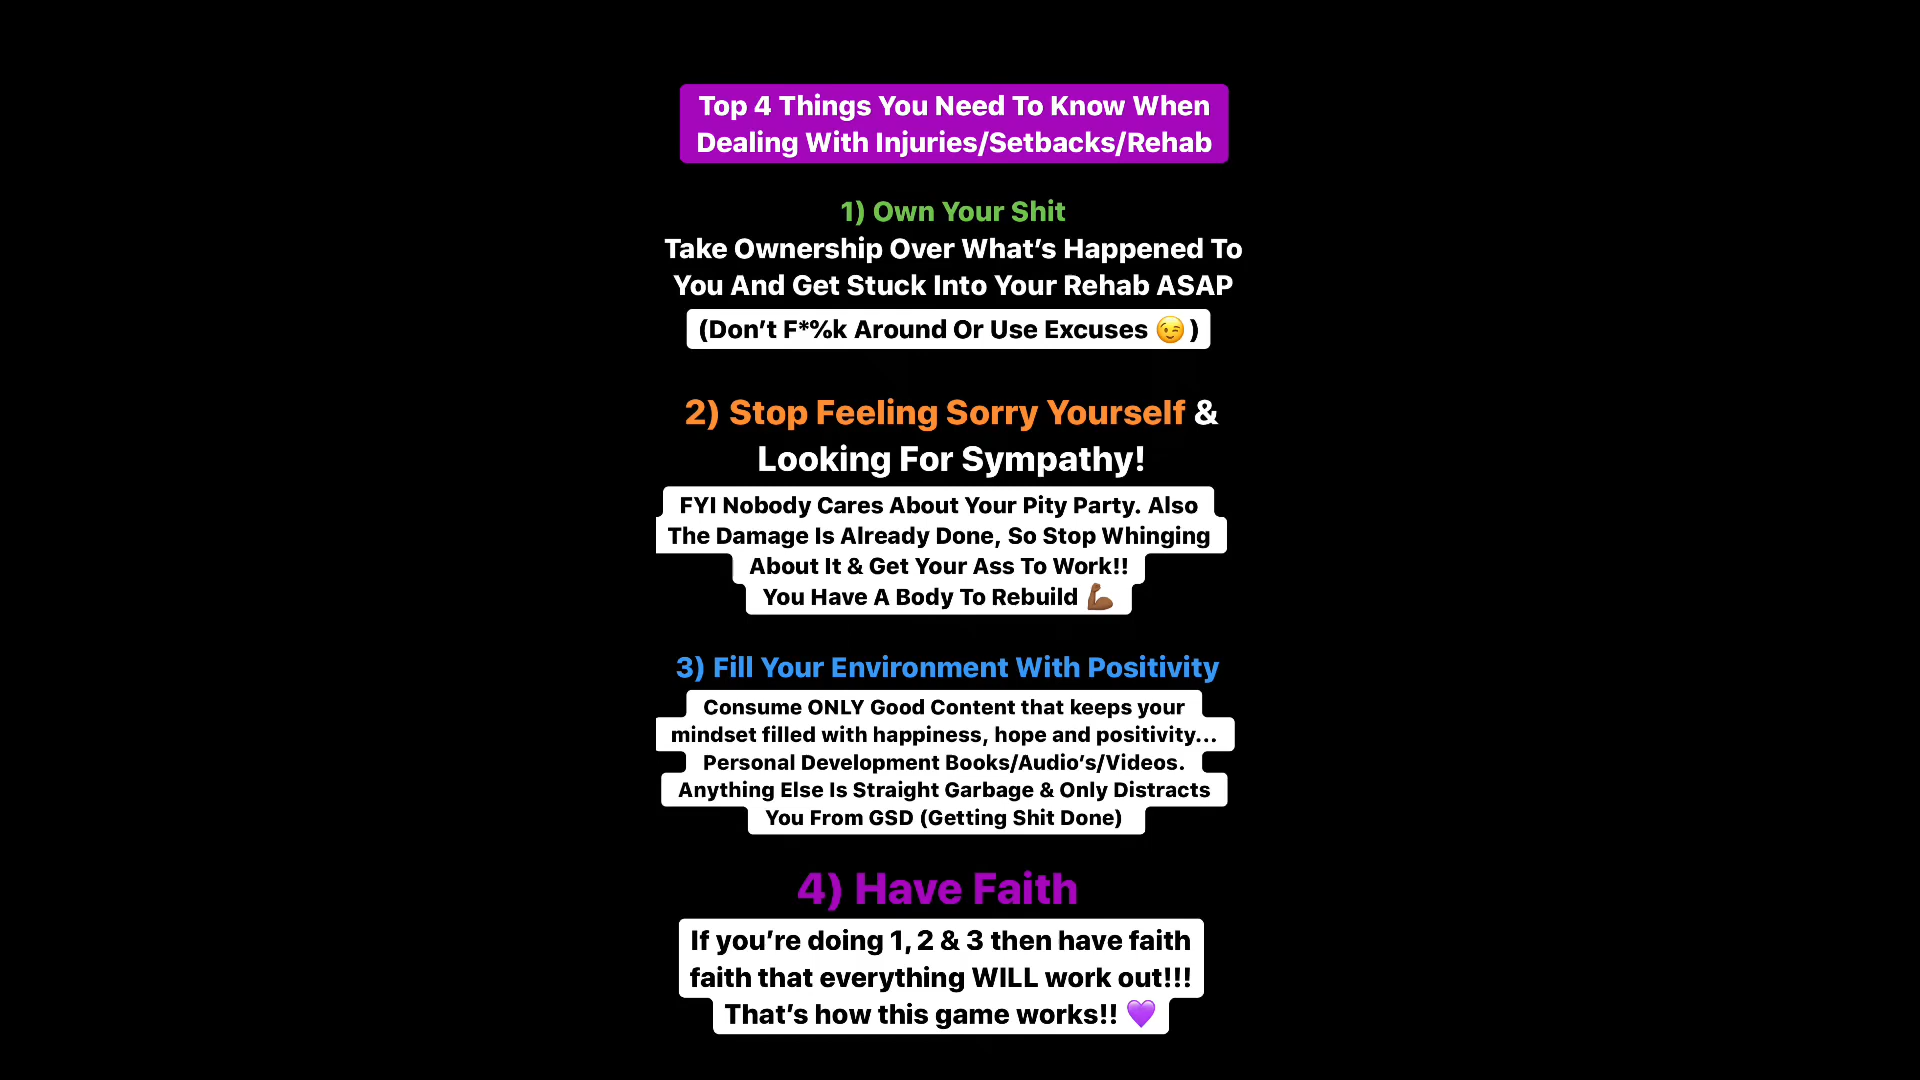 Top 4 Things You Need To Know When
Dealing With Injuries/Setbacks/Rehab
1) Own Your Shit
Take Ownership Over What’s Happened To
You And Get Stuck Into Your Rehab ASAP
(Don’t F*%k Around Or Use Excuses 😉)
2) Stop Feeling Sorry Yourself &
Looking For Sympathy!
FYI Nobody Cares About Your Pity Party. Also
The Damage Is Already Done, So Stop Whinging
About It & Get Your Ass To Work!!
You Have A Body To Rebuild 💪🏾
3) Fill Your Environment With Positivity
Consume ONLY Good Content that keeps your
mindset filled with happiness, hope and positivity...
Personal Development Books/Audio’s/Videos.
Anything Else Is Straight Garbage & Only Distracts
You From GSD (Getting Shit Done)
4) Have Faith
If you’re doing 1, 2 & 3 then have faith
faith that everything WILL work out!!!
That’s how this game works!! 💜